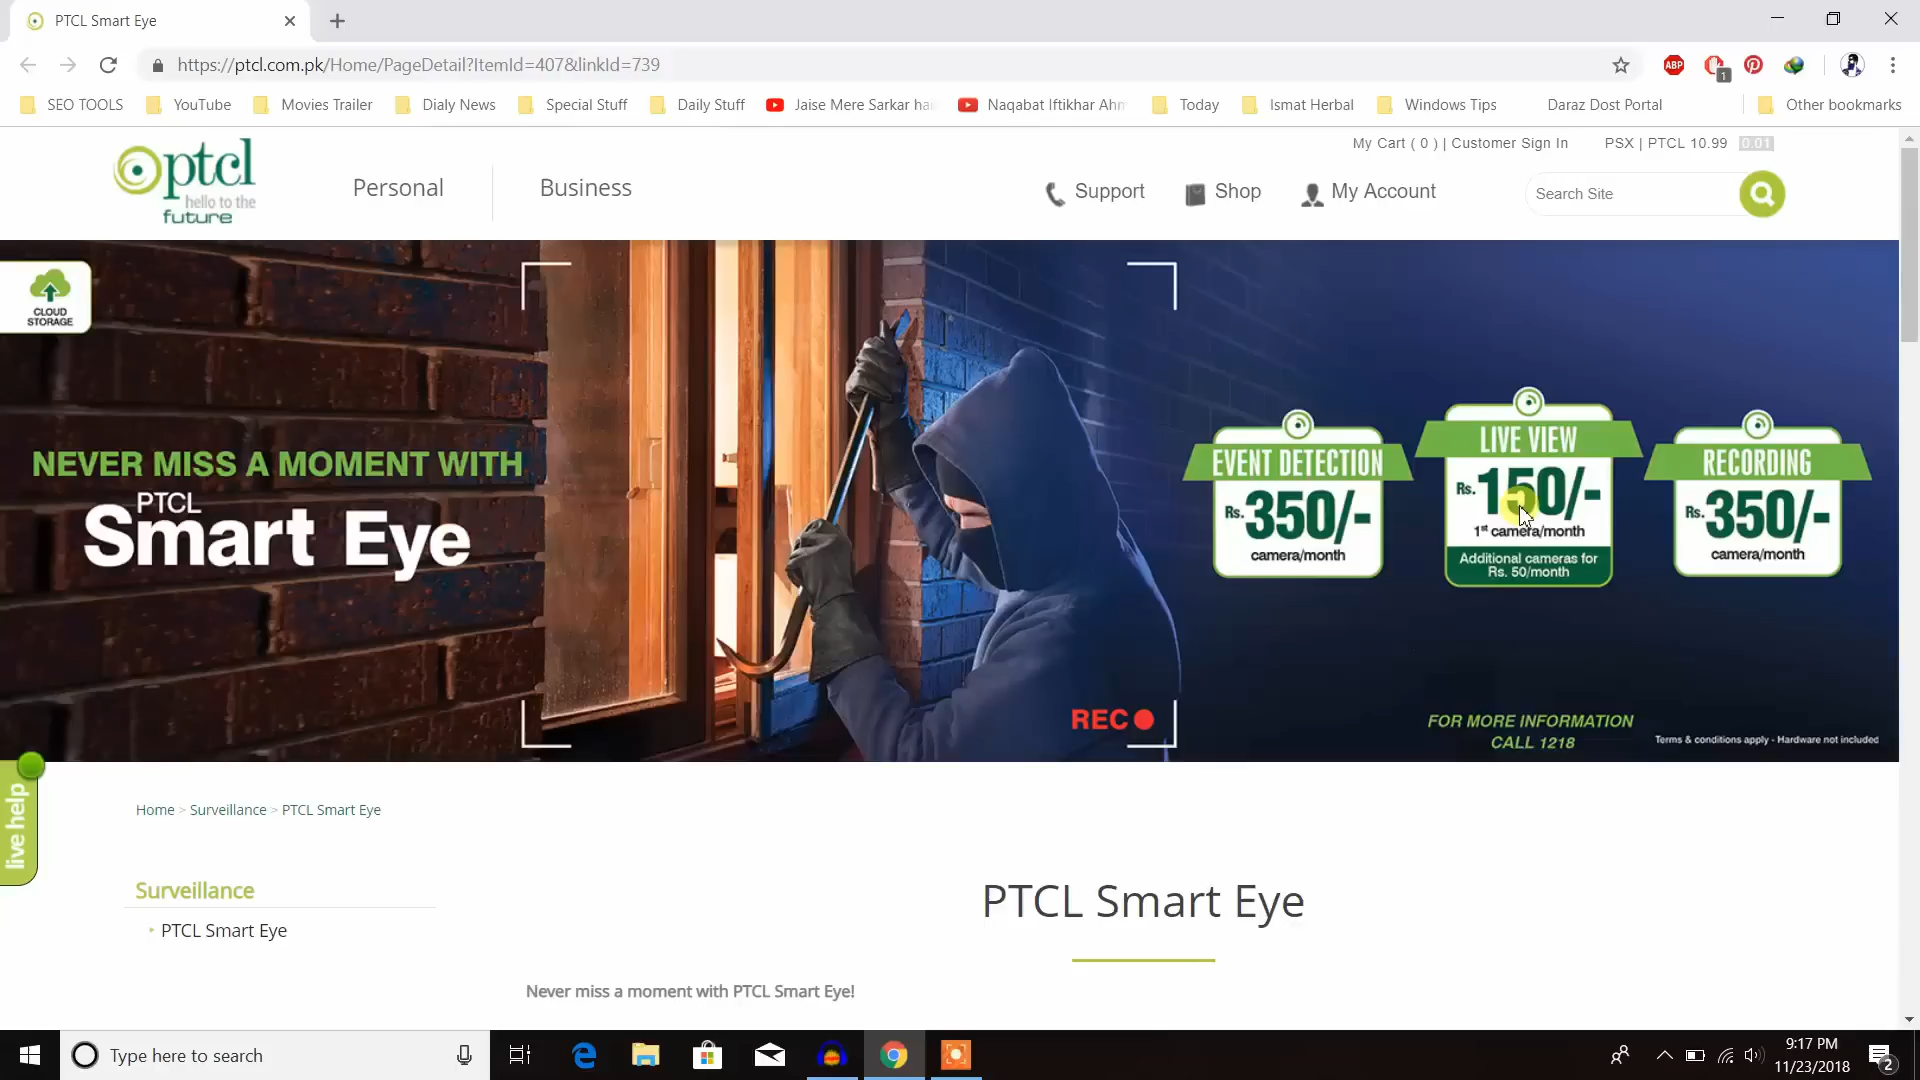 PTCL Smart Eye
https://ptcl.com.pk/Home/PageDetail?ItemId=407&linkId=739
ABP
1
SEO TOOLS
YouTube
Movies Trailer
Dialy News
Special Stuff
Daily Stuff
Jaise Mere Sarkar hai
Naqabat Iftikhar Ahm
Today
Ismat Herbal
Windows Tips
Daraz Dost Portal
Other bookmarks
My Cart ( 0 ) | Customer Sign In
PSX | PTCL 10.99 0.01
ptcl
hello to the
future
Personal
Business
Support
Shop
My Account
Search Site
CLOUD
STORAGE
NEVER MISS A MOMENT WITH
PTCL
Smart Eye
REC
EVENT DETECTION
Rs.350/-
camera/month
LIVE VIEW
Rs.150/-
1st camera/month
Additional cameras for
Rs. 50/month
RECORDING
Rs.350/-
camera/month
FOR MORE INFORMATION
CALL 1218
Terms & conditions apply - Hardware not included
live help
Home > Surveillance > PTCL Smart Eye
Surveillance
PTCL Smart Eye
PTCL Smart Eye
Never miss a moment with PTCL Smart Eye!
Type here to search
9:17 PM
11/23/2018
2